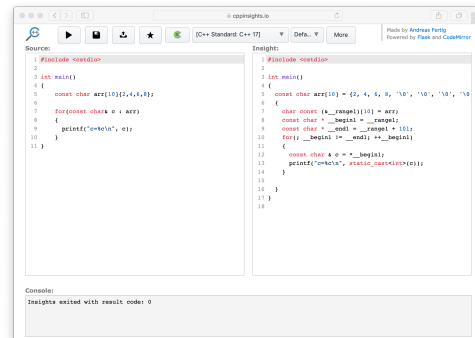 cppinsights.io
[C++ Standard: C++ 17]
Defa..
More
Made by Andreas Fertig
Powered by Flask and CodeMirror
Source:
1 #include <cstdio>
2
3 int main()
4 {
5 const char arr[10]{2,4,6,8};
6
7 for(const char& c : arr)
8 {
9 printf("c=%c\n", c);
10 }
11 }
Insight:
1 #include <cstdio>
2
3 int main()
4 {
5 const char arr[10] = {2, 4, 6, 8, '\0', '\0', '\0', '\0
6 {
7 char const (&__range1)[10] = arr;
8 const char * __begin1 = __range1;
9 const char * __end1 = __range1 + 10l;
10 for(; __begin1 != __end1; ++__begin1)
11 {
12 const char & c = *__begin1;
13 printf("c=%c\n", static_cast<int>(c));
14 }
15
16 }
17 }
18
Console:
Insights exited with result code: 0